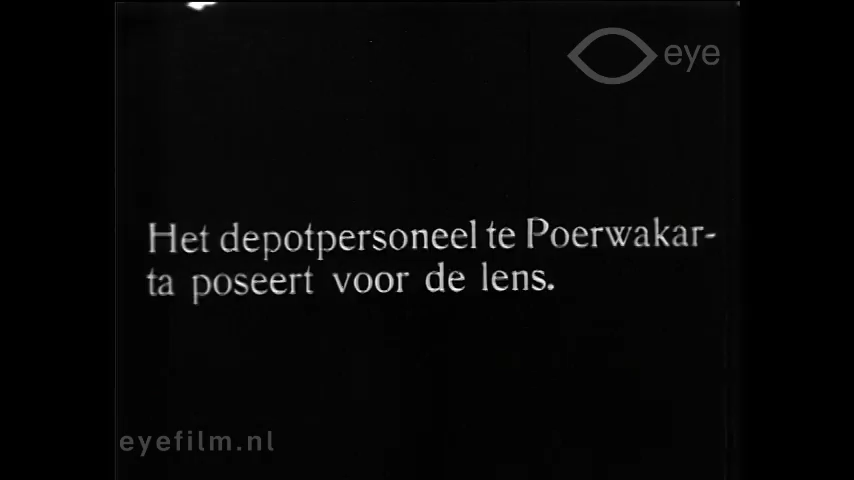 eye
Het depotpersoneel te Poerwakar-
ta poseert voor de lens.
eyefilm.nl